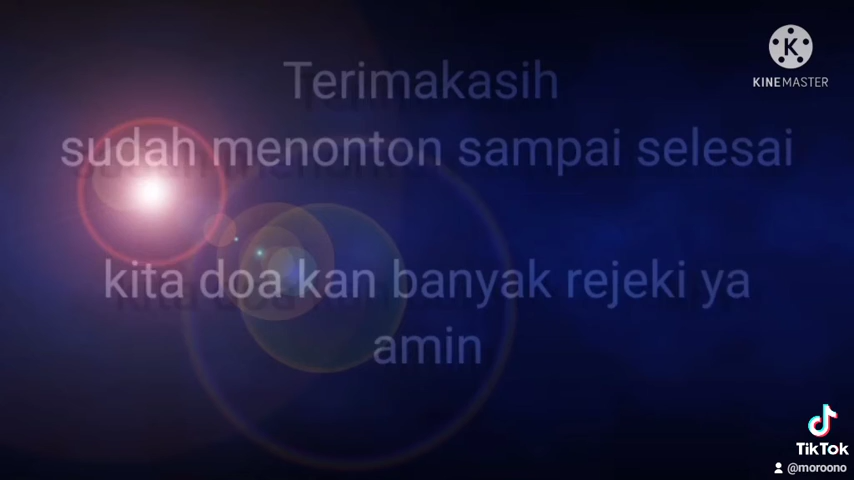 Terimakasih
sudah menonton sampai selesai
kita doa kan banyak rejeki ya
amin
K
KINEMASTER
TikTok
@moroono